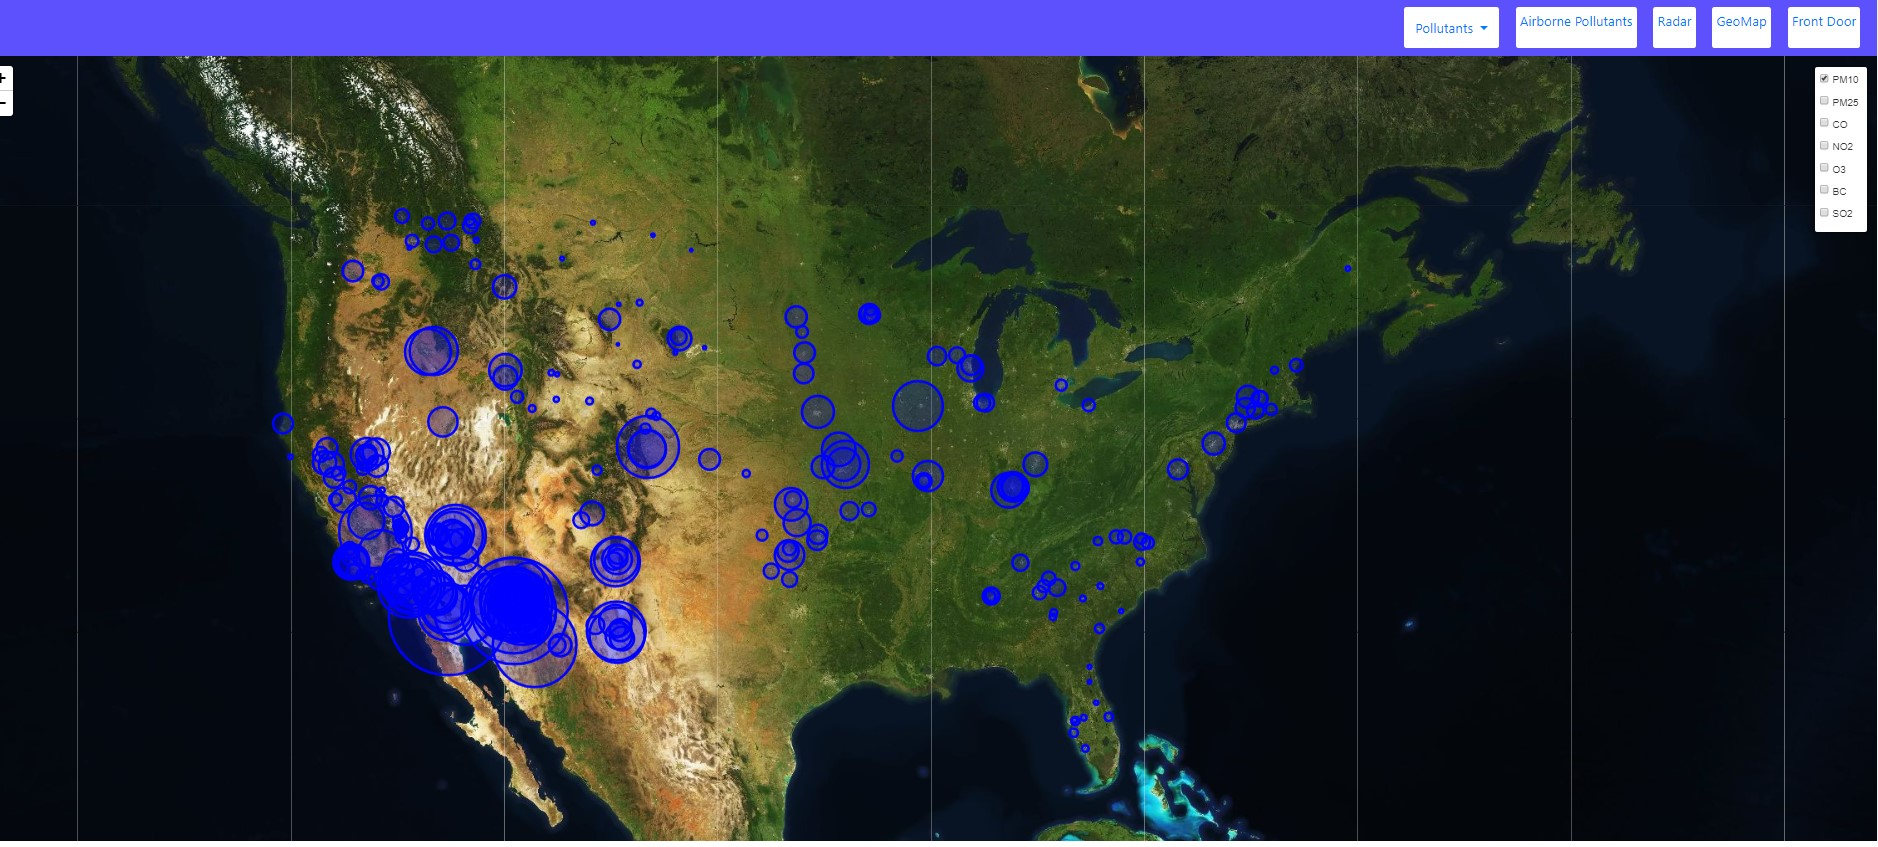 Pollutants
Airborne Pollutants
Radar
GeoMap
Front Door
+
−
PM10
PM25
CO
NO2
O3
BC
SO2